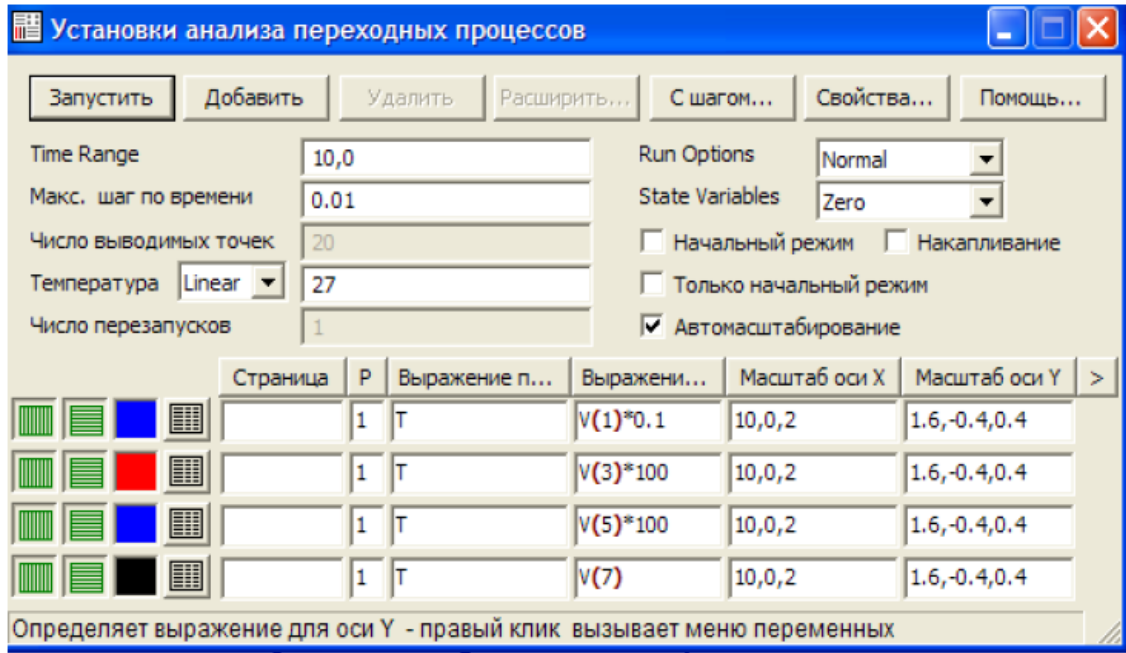 Установки анализа переходных процессов
Запустить Добавить Удалить Расширить... С шагом... Свойства... Помощь...
Time Range 10,0 Run Options Normal
Макс. шаг по времени 0.01 State Variables Zero
Число выводимых точек 20 Начальный режим Накапливание
Температура Linear 27 Только начальный режим
Число перезапусков 1 Автомасштабирование
Страница P Выражение п... Выражени... Масштаб оси X Масштаб оси Y >
1 T V(1)*0.1 10,0,2 1.6,-0.4,0.4
1 T V(3)*100 10,0,2 1.6,-0.4,0.4
1 T V(5)*100 10,0,2 1.6,-0.4,0.4
1 T V(7) 10,0,2 1.6,-0.4,0.4
Определяет выражение для оси Y - правый клик вызывает меню переменных